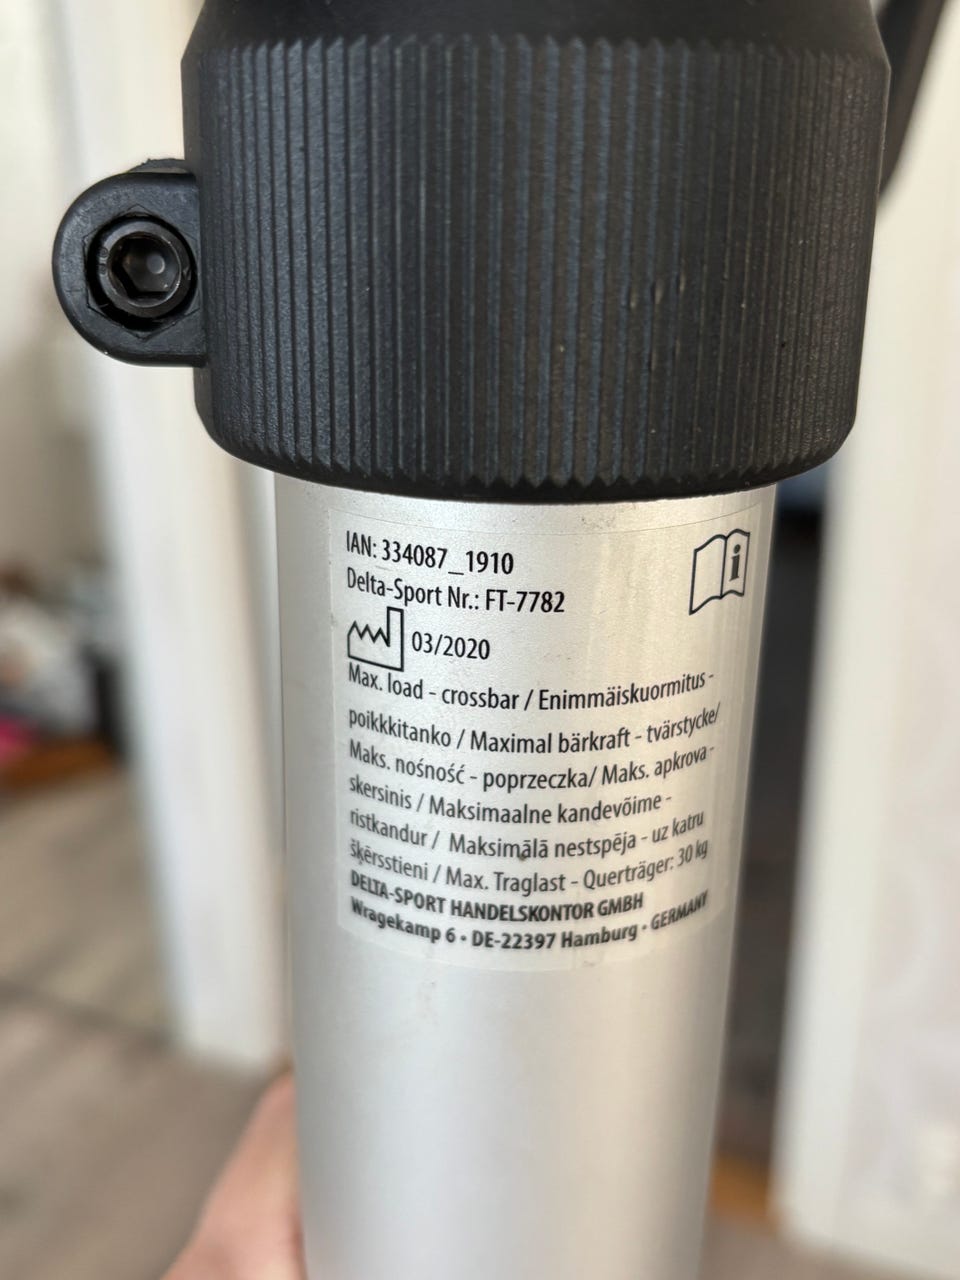 IAN: 334087_1910
Delta-Sport Nr.: FT-7782
03/2020
Max. load - crossbar / Enimmäiskuormitus -
poikkkitanko / Maximal bärkraft - tvärstycke/
Maks. nośność - poprzeczka/ Maks. apkrova -
skersinis / Maksimaalne kandevõime -
ristkandur / Maksimālā nestspēja - uz katru
šķērsstieni / Max. Traglast - Querträger: 30 kg
DELTA-SPORT HANDELSKONTOR GMBH
Wragekamp 6 • DE-22397 Hamburg • GERMANY